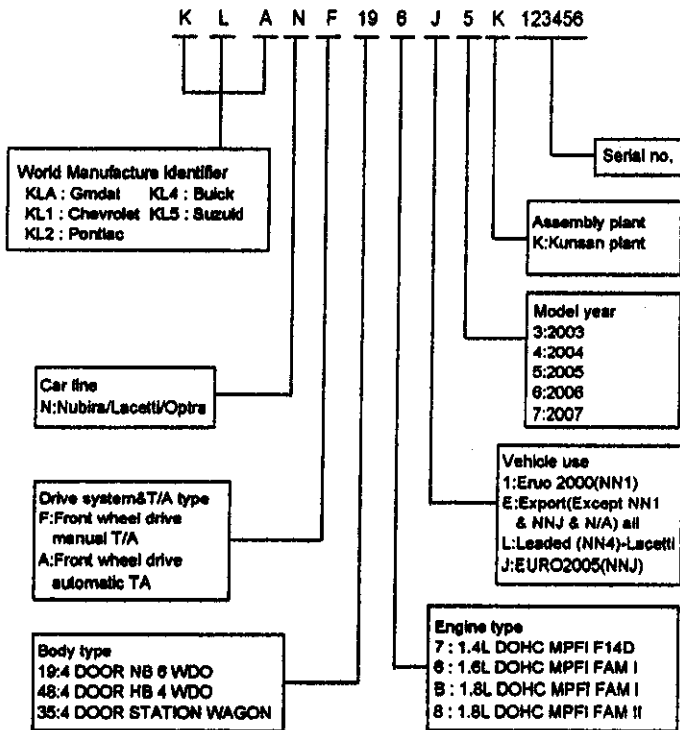 K L A N F 19 6 J 5 K 123456
World Manufacture Identifier
KLA : Gmdat KL4 : Buick
KL1 : Chevrolet KL5 : Suzuki
KL2 : Pontiac
Serial no.
Assembly plant
K:Kunsan plant
Model year
3:2003
4:2004
5:2005
6:2006
7:2007
Car line
N:Nubira/Lacetti/Optra
Vehicle use
1:Eruo 2000(NN1)
E:Export(Except NN1
& NNJ & N/A) all
L:Leaded (NN4)-Lacetti
J:EURO2005(NNJ)
Drive system&T/A type
F:Front wheel drive
manual T/A
A:Front wheel drive
automatic TA
Body type
19:4 DOOR NB 6 WDO
48:4 DOOR HB 4 WDO
35:4 DOOR STATION WAGON
Engine type
7 : 1.4L DOHC MPFI F14D
6 : 1.6L DOHC MPFI FAM I
B : 1.8L DOHC MPFI FAM I
8 : 1.8L DOHC MPFI FAM II